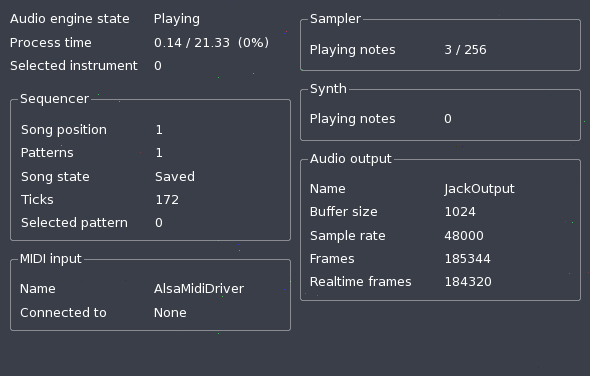 Audio engine state Playing
Process time 0.14 / 21.33 (0%)
Selected instrument 0
Sequencer
Song position 1
Patterns 1
Song state Saved
Ticks 172
Selected pattern 0
MIDI input
Name AlsaMidiDriver
Connected to None
Sampler
Playing notes 3 / 256
Synth
Playing notes 0
Audio output
Name JackOutput
Buffer size 1024
Sample rate 48000
Frames 185344
Realtime frames 184320